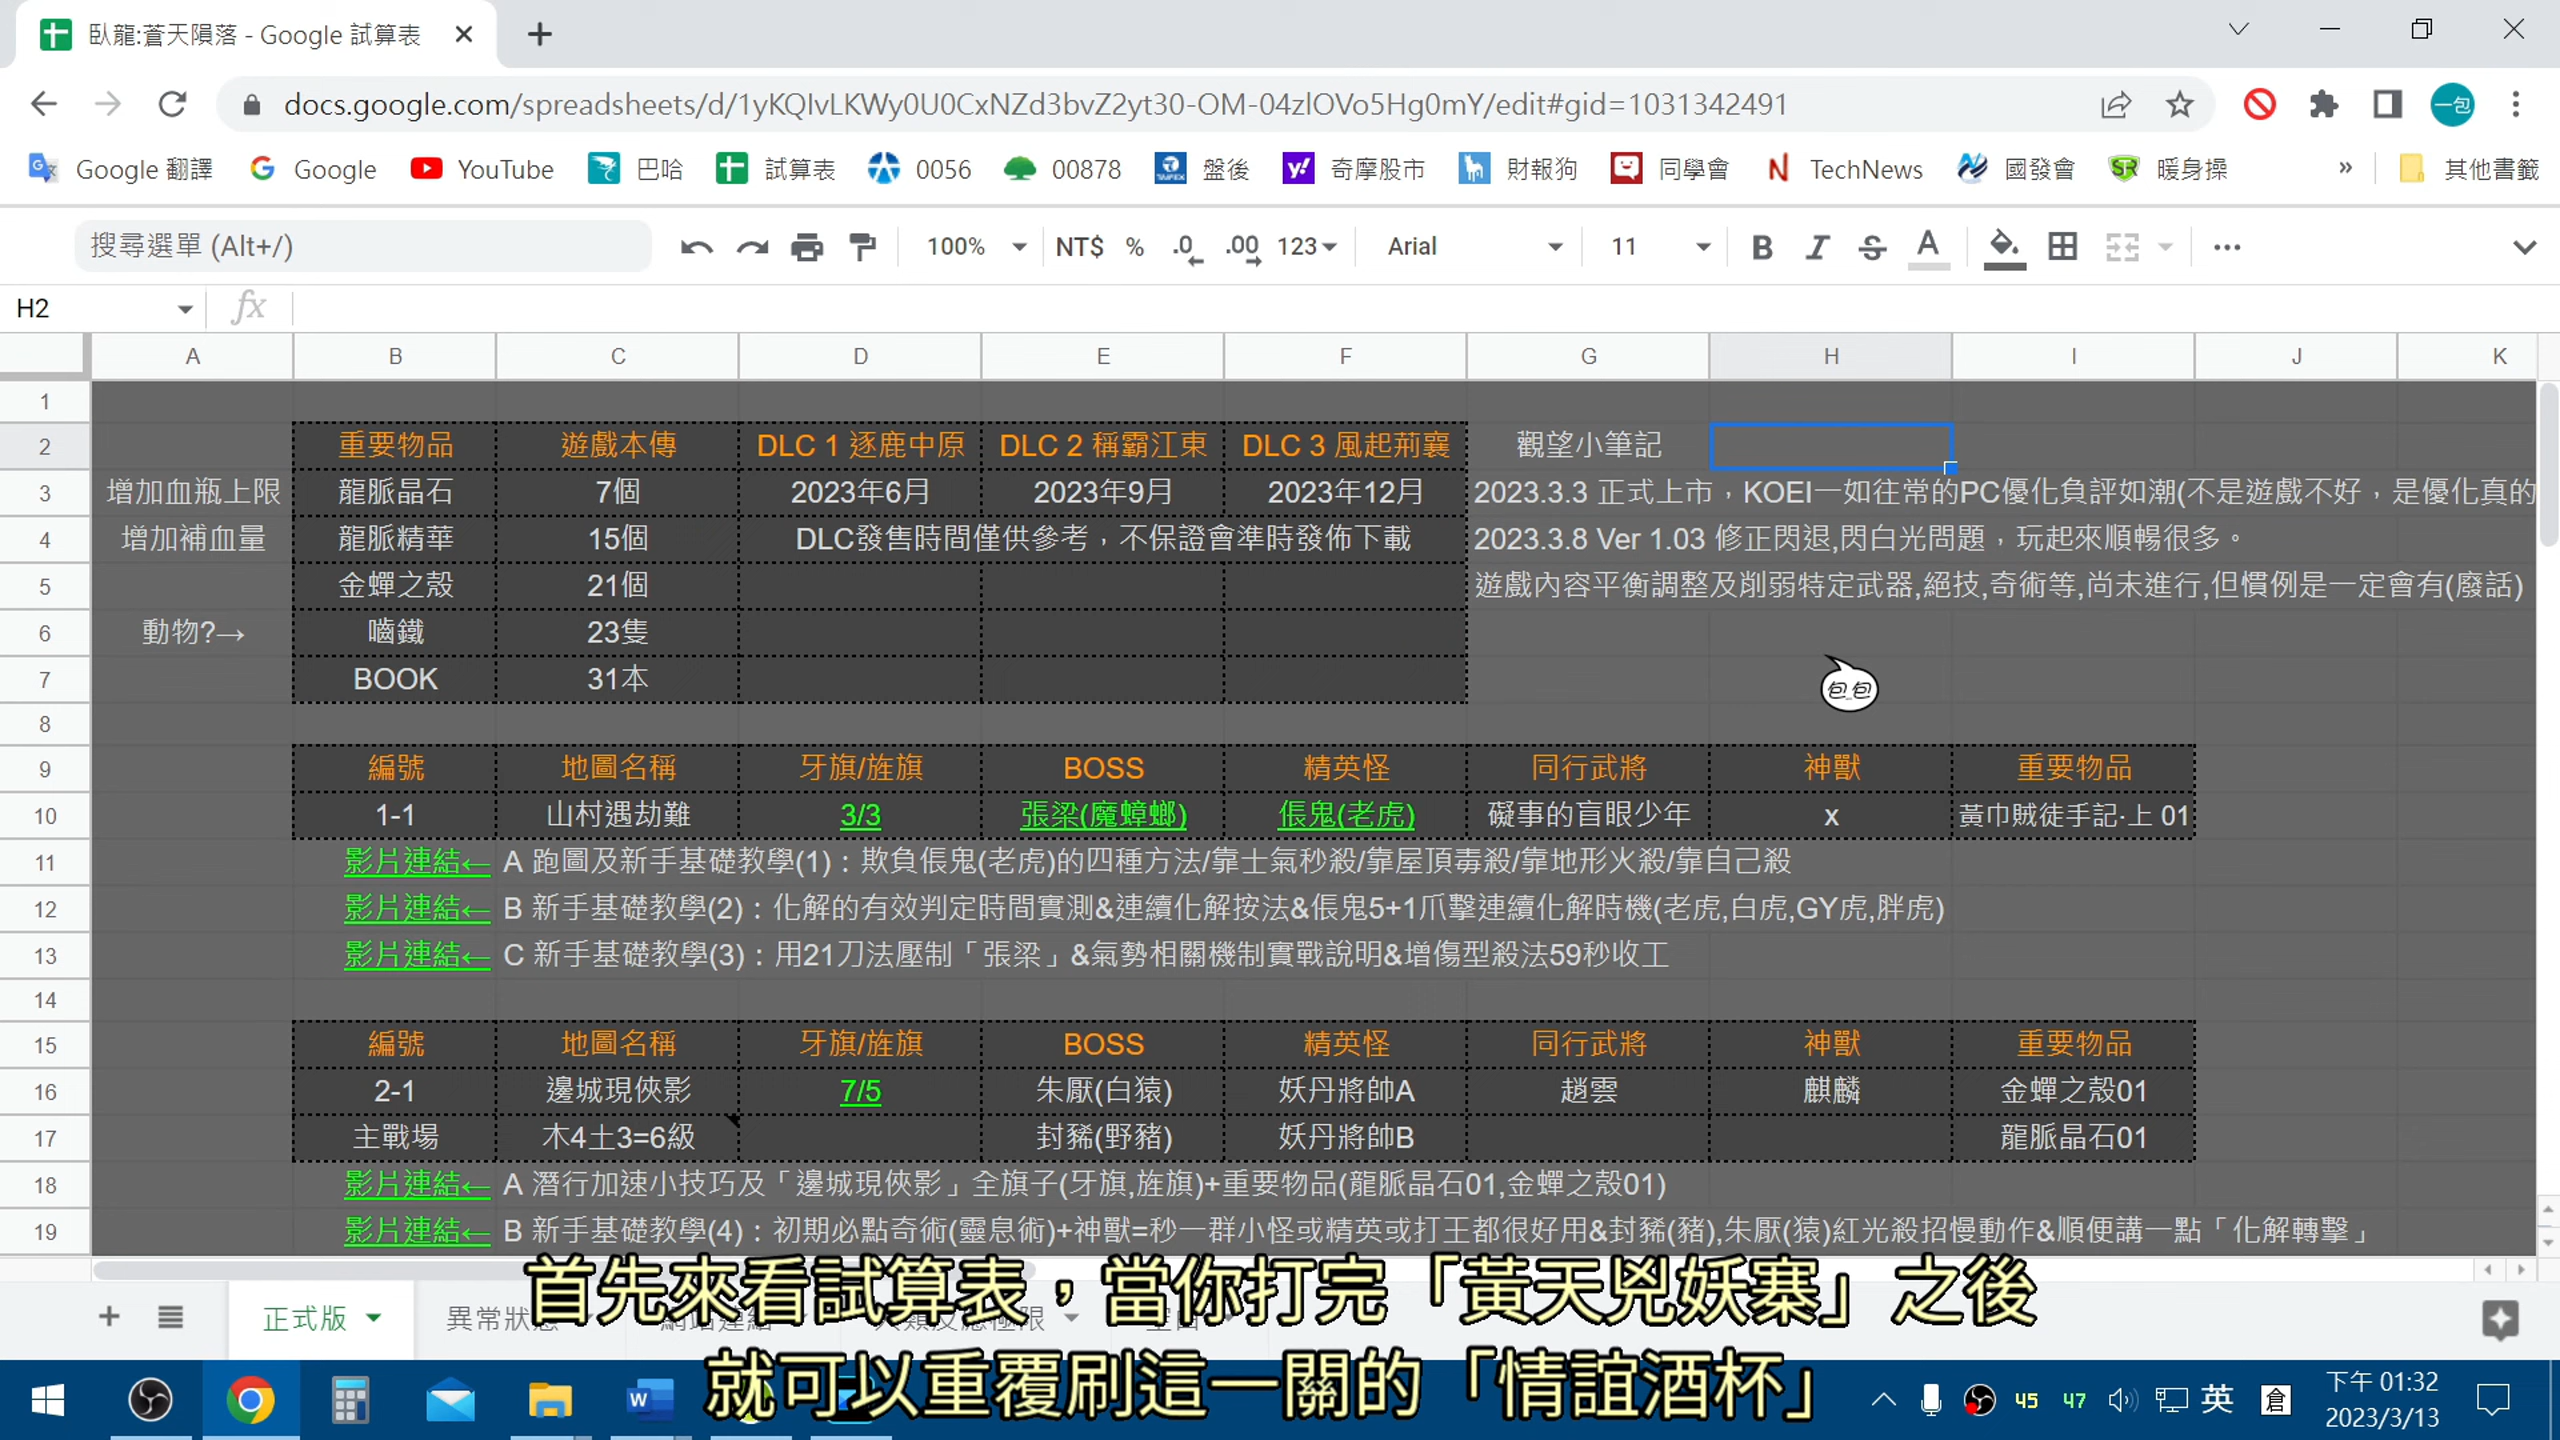 臥龍:蒼天隕落 - Google 試算表
docs.google.com/spreadsheets/d/1yKQIvLKWy0U0CxNZd3bvZ2yt30-OM-04zlOVo5Hg0mY/edit#gid=1031342491
一包
Google 翻譯 Google YouTube 巴哈 試算表 0056 00878 盤後 奇摩股市 財報狗 同學會 TechNews 國發會 暖身操 » 其他書籤
搜尋選單 (Alt+/) 100% NT$ % .0 .00 123 Arial 11 B I S A
H2 fx
A B C D E F G H I J K
1
2 重要物品 遊戲本傳 DLC 1 逐鹿中原 DLC 2 稱霸江東 DLC 3 風起荊襄 觀望小筆記
3 增加血瓶上限 龍脈晶石 7個 2023年6月 2023年9月 2023年12月 2023.3.3 正式上市，KOEI一如往常的PC優化負評如潮(不是遊戲不好，是優化真的
4 增加補血量 龍脈精華 15個 DLC發售時間僅供參考，不保證會準時發佈下載 2023.3.8 Ver 1.03 修正閃退,閃白光問題，玩起來順暢很多。
5 金蟬之殼 21個 遊戲內容平衡調整及削弱特定武器,絕技,奇術等,尚未進行,但慣例是一定會有(廢話)
6 動物?→ 嚙鐵 23隻
7 BOOK 31本
包包
8
9 編號 地圖名稱 牙旗/旌旗 BOSS 精英怪 同行武將 神獸 重要物品
10 1-1 山村遇劫難 3/3 張梁(魔蟑螂) 倀鬼(老虎) 礙事的盲眼少年 x 黃巾賊徒手記·上 01
11 影片連結← A 跑圖及新手基礎教學(1)：欺負倀鬼(老虎)的四種方法/靠士氣秒殺/靠屋頂毒殺/靠地形火殺/靠自己殺
12 影片連結← B 新手基礎教學(2)：化解的有效判定時間實測&連續化解按法&倀鬼5+1爪擊連續化解時機(老虎,白虎,GY虎,胖虎)
13 影片連結← C 新手基礎教學(3)：用21刀法壓制「張梁」&氣勢相關機制實戰說明&增傷型殺法59秒收工
14
15 編號 地圖名稱 牙旗/旌旗 BOSS 精英怪 同行武將 神獸 重要物品
16 2-1 邊城現俠影 7/5 朱厭(白猿) 妖丹將帥A 趙雲 麒麟 金蟬之殼01
17 主戰場 木4土3=6級 封豨(野豬) 妖丹將帥B 龍脈晶石01
18 影片連結← A 潛行加速小技巧及「邊城現俠影」全旗子(牙旗,旌旗)+重要物品(龍脈晶石01,金蟬之殼01)
19 影片連結← B 新手基礎教學(4)：初期必點奇術(靈息術)+神獸=秒一群小怪或精英或打王都很好用&封豨(豬),朱厭(猿)紅光殺招慢動作&順便講一點「化解轉擊」
首先來看試算表，當你打完「黃天兇妖寨」之後
正式版 異常狀態
就可以重覆刷這一關的「情誼酒杯」
45 47 英 倉 下午 01:32
2023/3/13